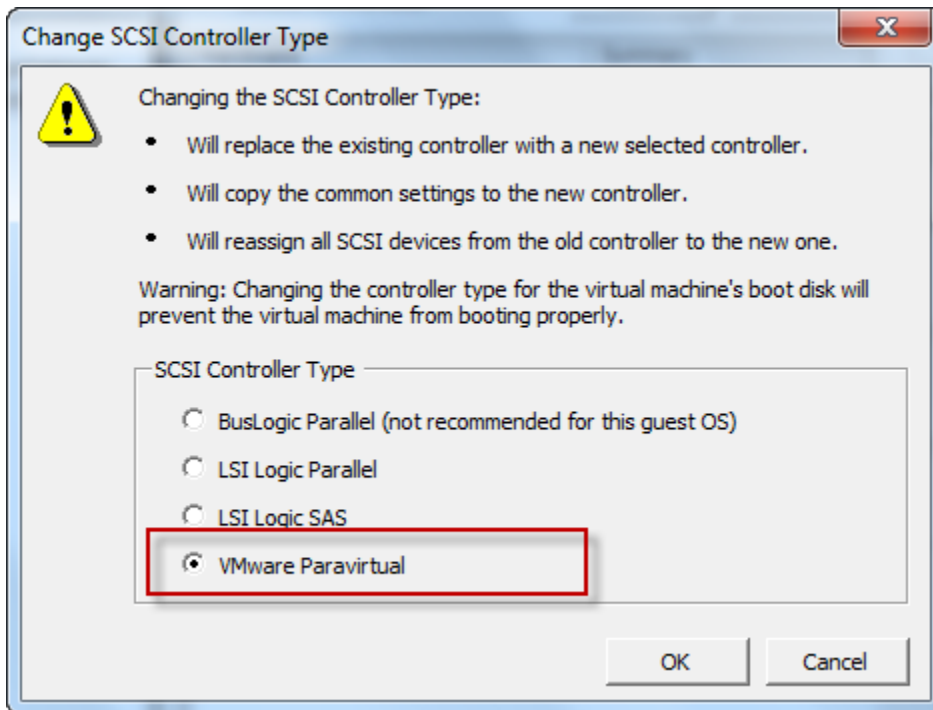 Change SCSI Controller Type
Changing the SCSI Controller Type:
• Will replace the existing controller with a new selected controller.
• Will copy the common settings to the new controller.
• Will reassign all SCSI devices from the old controller to the new one.
Warning: Changing the controller type for the virtual machine's boot disk will
prevent the virtual machine from booting properly.
SCSI Controller Type
BusLogic Parallel (not recommended for this guest OS)
LSI Logic Parallel
LSI Logic SAS
VMware Paravirtual
OK Cancel